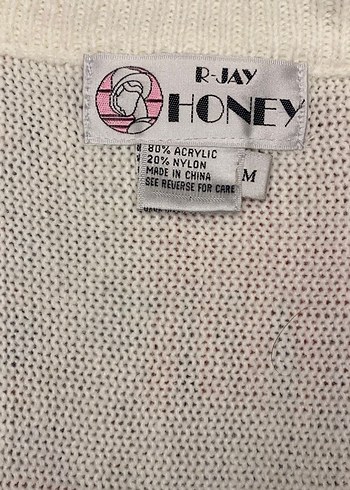 R-JAY
HONEY
80% ACRYLIC
20% NYLON
MADE IN CHINA
SEE REVERSE FOR CARE
M